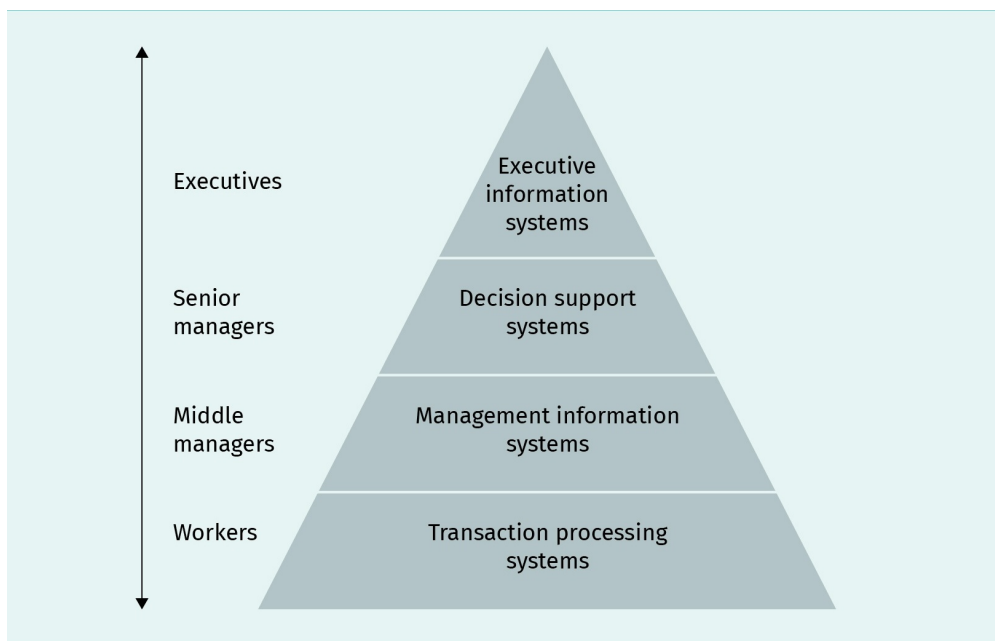 Executives
Executive
information
systems
Senior
managers
Decision support
systems
Middle
managers
Management information
systems
Workers
Transaction processing
systems